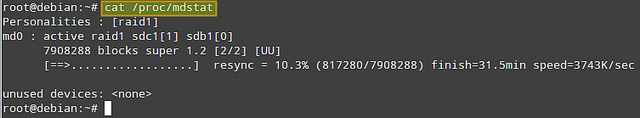 root@debian:~# cat /proc/mdstat
Personalities : [raid1]
md0 : active raid1 sdc1[1] sdb1[0]
      7908288 blocks super 1.2 [2/2] [UU]
      [==>..................]  resync = 10.3% (817280/7908288) finish=31.5min speed=3743K/sec

unused devices: <none>
root@debian:~#